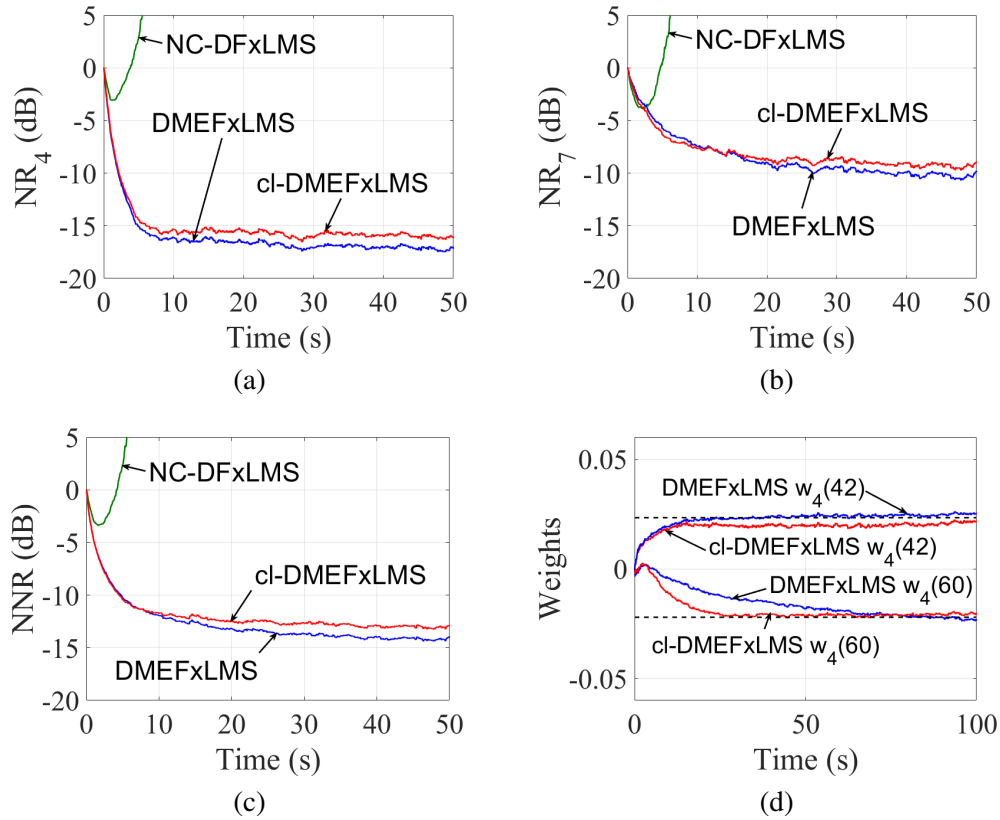 5
0
-5
-10
-15
-20
NR4 (dB)
NC-DFxLMS
DMEFxLMS
cl-DMEFxLMS
0 10 20 30 40 50
Time (s)
(a)
5
0
-5
-10
-15
-20
NR7 (dB)
NC-DFxLMS
cl-DMEFxLMS
DMEFxLMS
0 10 20 30 40 50
Time (s)
(b)
5
0
-5
-10
-15
-20
NNR (dB)
NC-DFxLMS
cl-DMEFxLMS
DMEFxLMS
0 10 20 30 40 50
Time (s)
(c)
0.05
0
-0.05
Weights
DMEFxLMS w4(42)
cl-DMEFxLMS w4(42)
DMEFxLMS w4(60)
cl-DMEFxLMS w4(60)
0 50 100
Time (s)
(d)